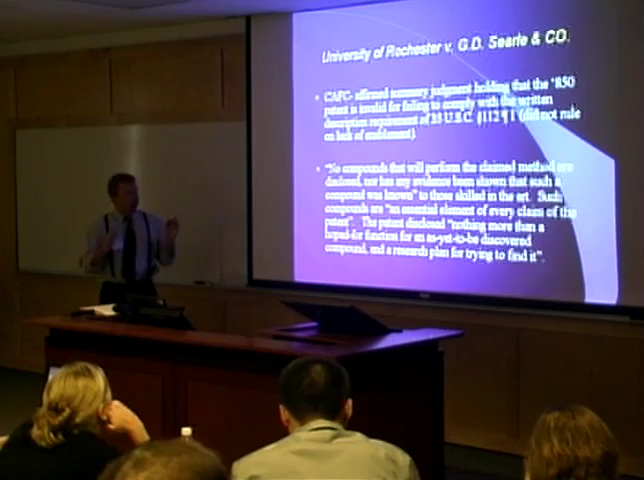 University of Rochester v. G.D. Searle & CO.
CAFC- affirmed summary judgment holding that the '850
patent is invalid for failing to comply with the written
description requirement of 35 U.S.C. §112 ¶ 1 (did not rule
on lack of enablement).
"No compounds that will perform the claimed method are
disclosed, nor has any evidence been shown that such a
compound was known" to those skilled in the art. Such
compounds are "an essential element of every claim of the
patent". The patent disclosed "nothing more than a
hoped-for function for an as-yet-to-be discovered
compound, and a research plan for trying to find it".